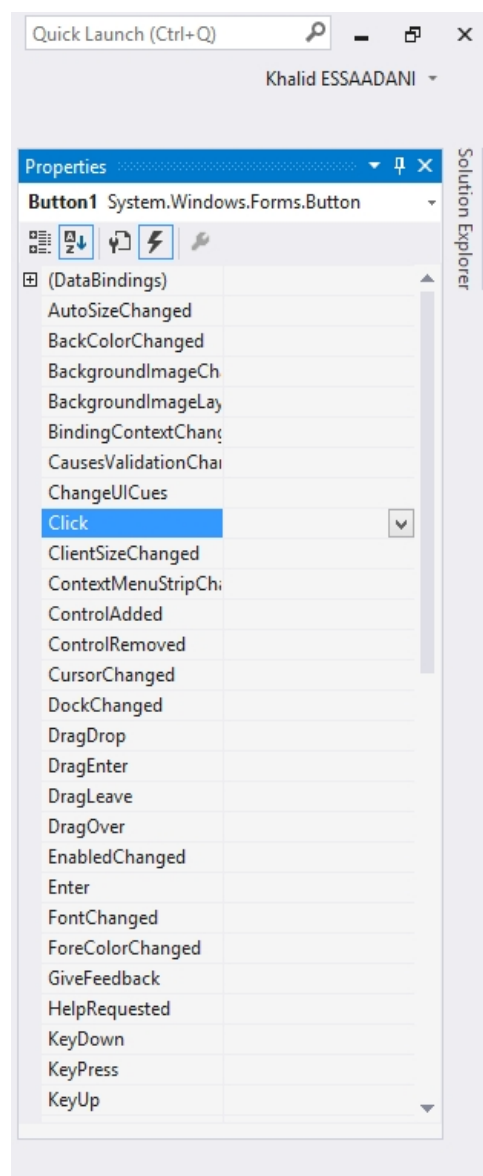 Quick Launch (Ctrl+Q)
Khalid ESSAADANI
Properties
Button1 System.Windows.Forms.Button
(DataBindings)
AutoSizeChanged
BackColorChanged
BackgroundImageCh
BackgroundImageLay
BindingContextChang
CausesValidationChar
ChangeUICues
Click
ClientSizeChanged
ContextMenuStripCha
ControlAdded
ControlRemoved
CursorChanged
DockChanged
DragDrop
DragEnter
DragLeave
DragOver
EnabledChanged
Enter
FontChanged
ForeColorChanged
GiveFeedback
HelpRequested
KeyDown
KeyPress
KeyUp
Solution Explorer